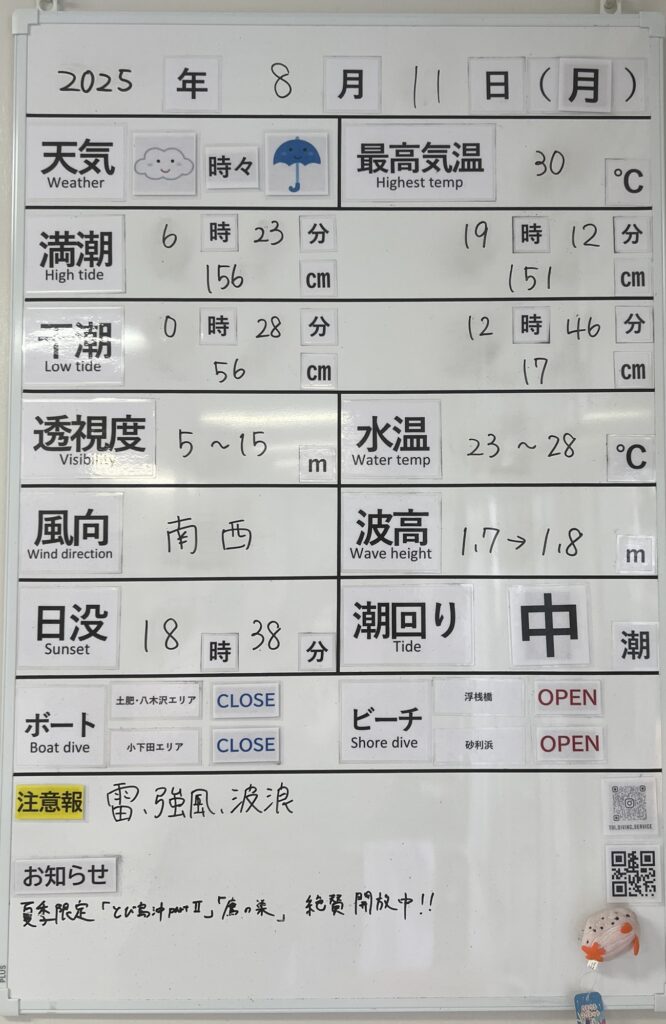 2025 年 8 月 11 日 (月)
天気 時々
Weather
最高気温 30 ℃
Highest temp
満潮 6 時 23 分 19 時 12 分
High tide 156 cm 151 cm
干潮 0 時 28 分 12 時 46 分
Low tide 56 cm 17 cm
透視度 5～15 m
Visibility
水温 23～28 ℃
Water temp
風向 南西
Wind direction
波高 1.7→1.8 m
Wave height
日没 18 時 38 分
Sunset
潮回り 中 潮
Tide
ボート 土肥・八木沢エリア CLOSE
Boat dive 小下田エリア CLOSE
ビーチ 浮桟橋 OPEN
Shore dive 砂利浜 OPEN
注意報 雷、強風、波浪
TOI.DIVING.SERVICE
お知らせ
夏季限定「とび島沖partⅡ」「鷹の巣」 絶賛開放中!!
PLUS